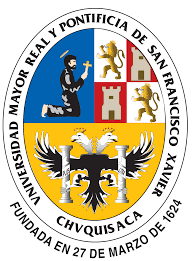 UNIVERSIDAD MAYOR REAL Y PONTIFICIA DE SAN FRANCISCO XAVIER
CHVQUISACA
FUNDADA EN 27 DE MARZO DE 1624